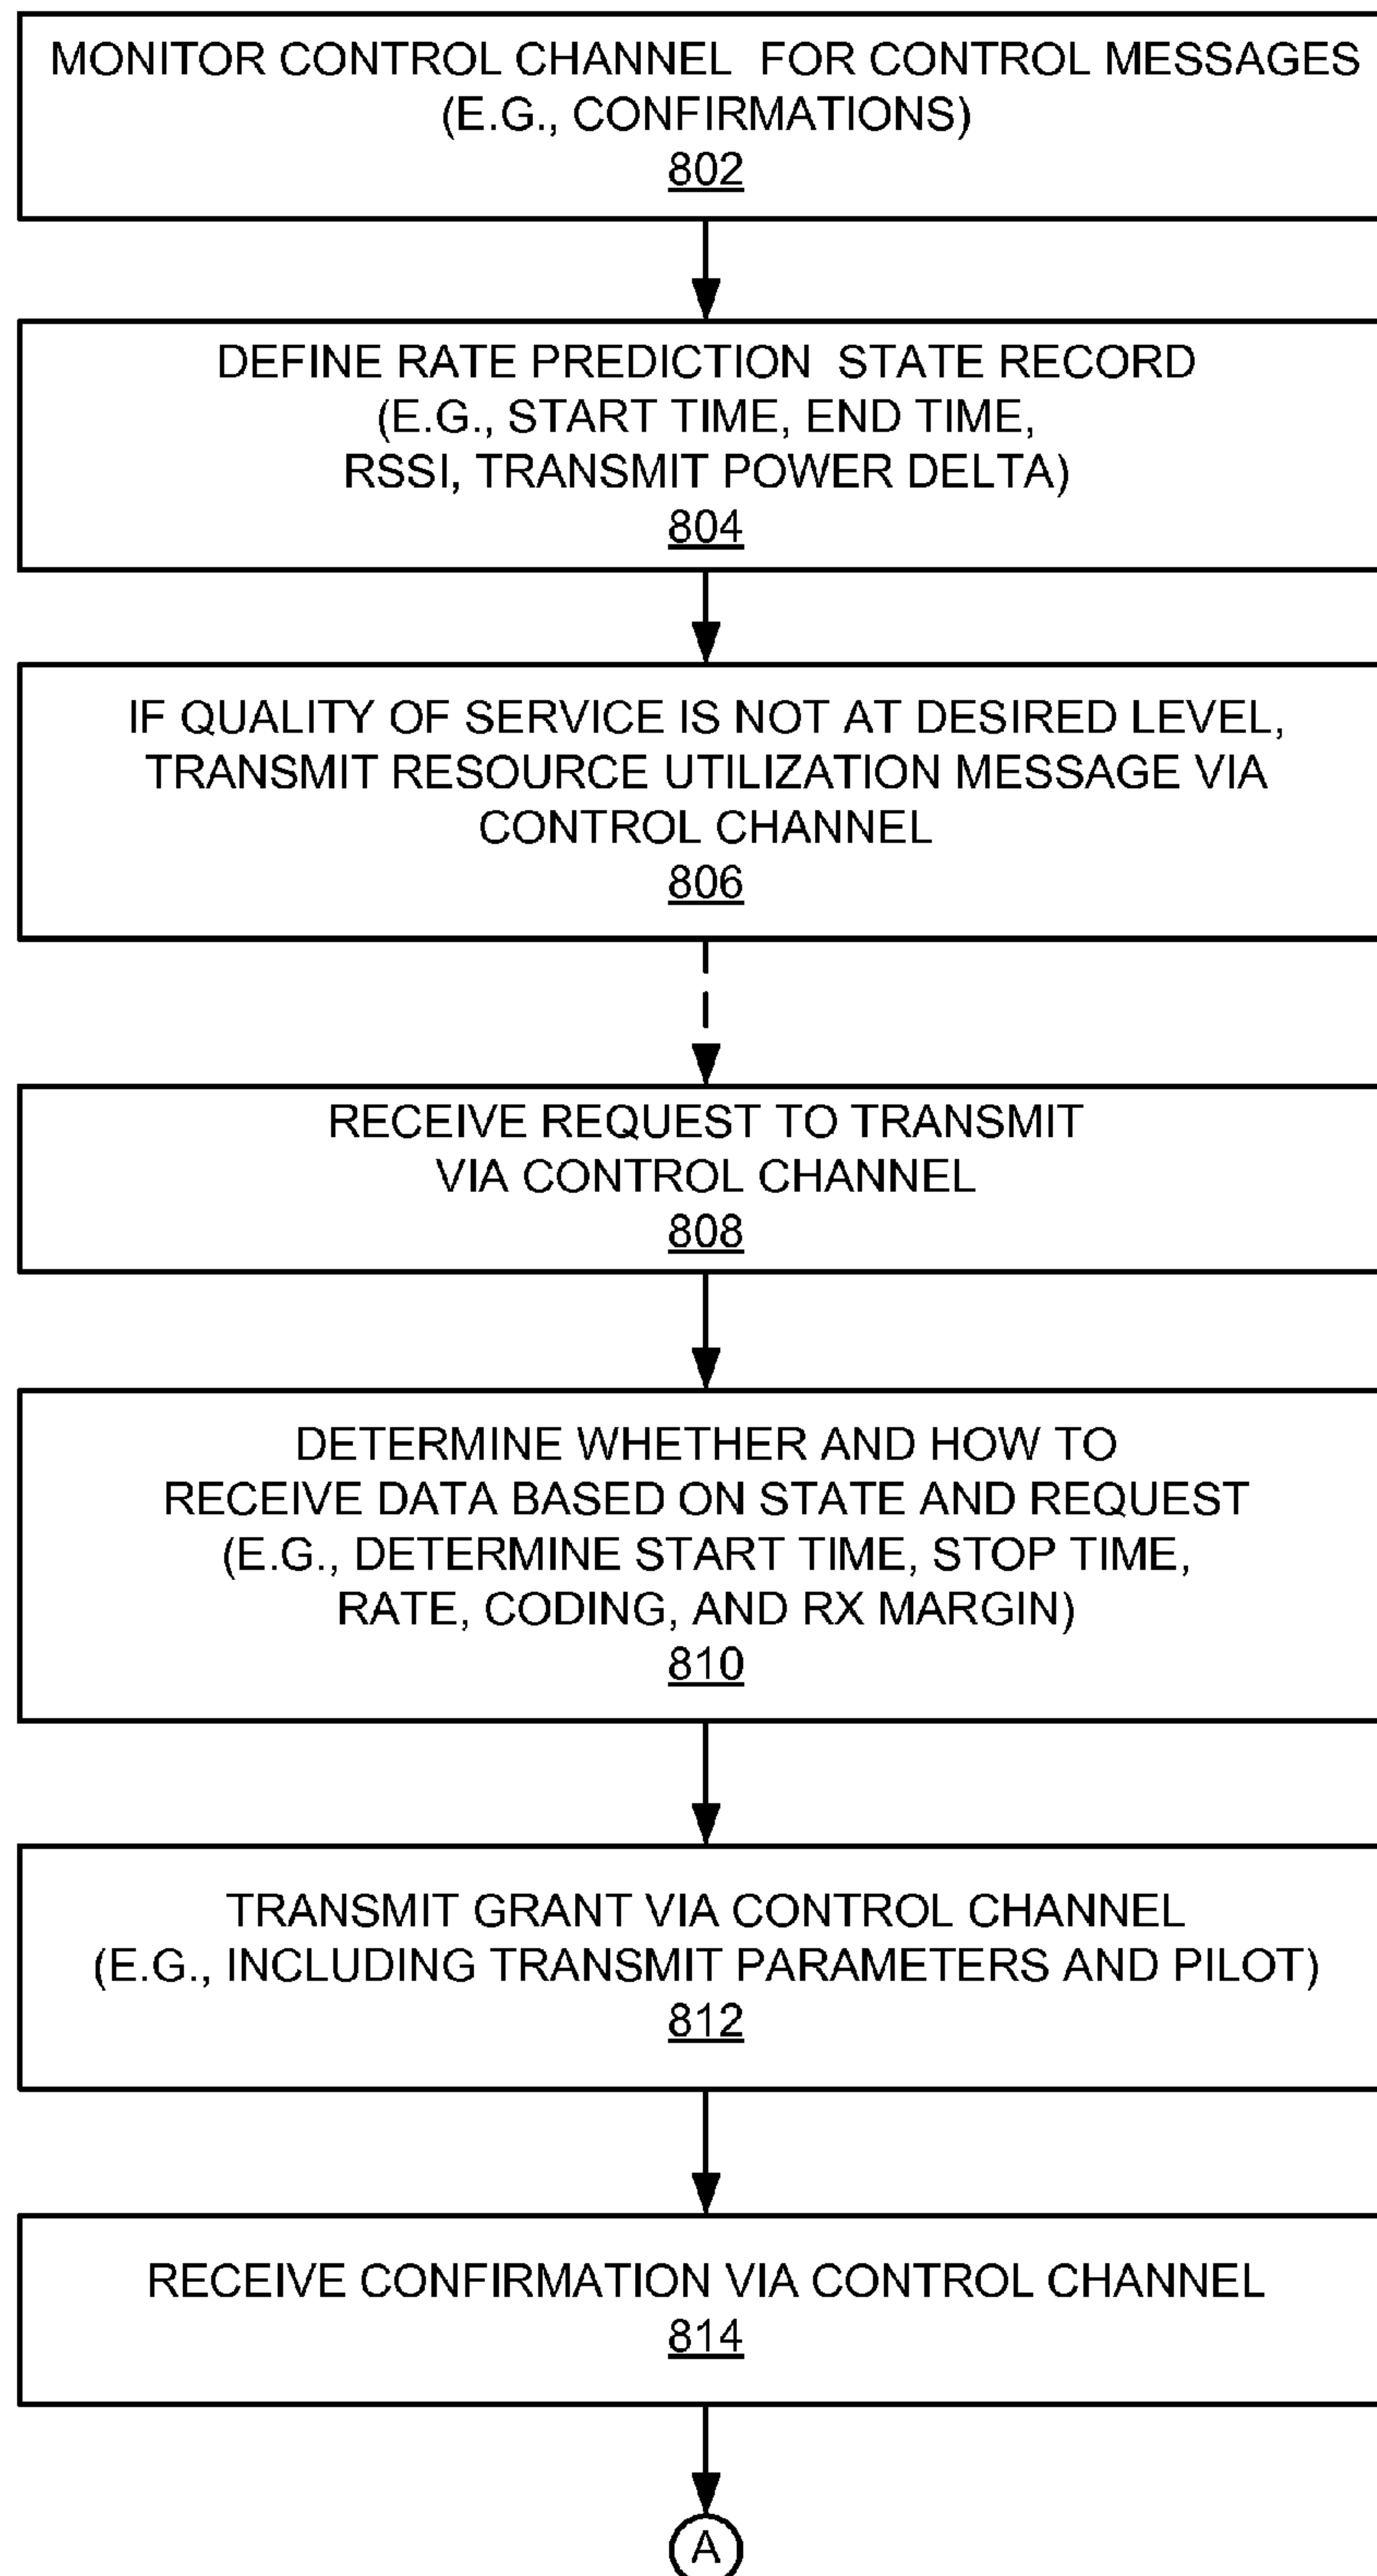 MONITOR CONTROL CHANNEL FOR CONTROL MESSAGES
(E.G., CONFIRMATIONS)
802
DEFINE RATE PREDICTION STATE RECORD
(E.G., START TIME, END TIME,
RSSI, TRANSMIT POWER DELTA)
804
IF QUALITY OF SERVICE IS NOT AT DESIRED LEVEL,
TRANSMIT RESOURCE UTILIZATION MESSAGE VIA
CONTROL CHANNEL
806
RECEIVE REQUEST TO TRANSMIT
VIA CONTROL CHANNEL
808
DETERMINE WHETHER AND HOW TO
RECEIVE DATA BASED ON STATE AND REQUEST
(E.G., DETERMINE START TIME, STOP TIME,
RATE, CODING, AND RX MARGIN)
810
TRANSMIT GRANT VIA CONTROL CHANNEL
(E.G., INCLUDING TRANSMIT PARAMETERS AND PILOT)
812
RECEIVE CONFIRMATION VIA CONTROL CHANNEL
814
A